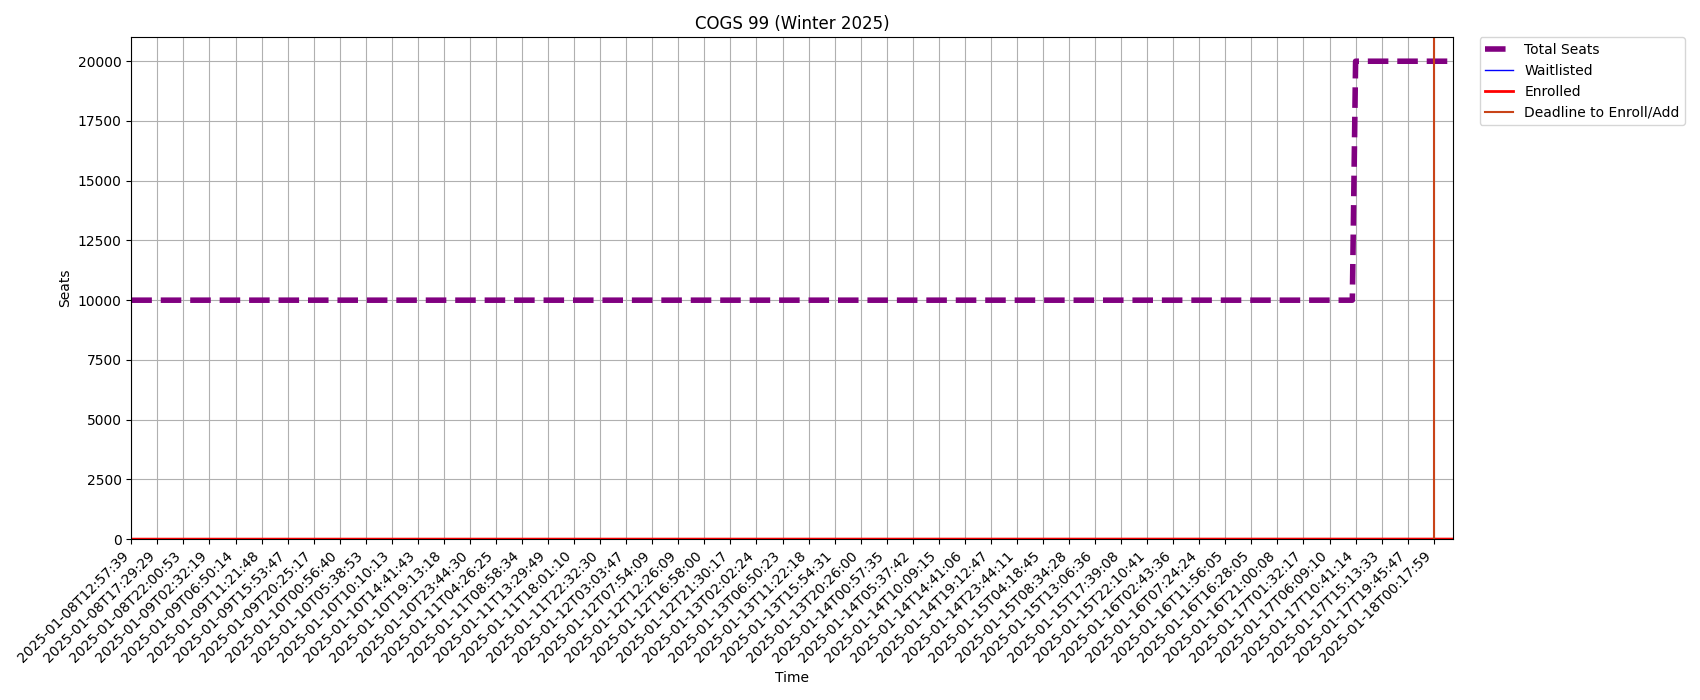 COGS 99 (Winter 2025)
Total Seats
Waitlisted
Enrolled
Deadline to Enroll/Add
20000
17500
15000
12500
10000
7500
5000
2500
0
Seats
2025-01-08T12:57:39
2025-01-08T17:29:29
2025-01-08T22:00:53
2025-01-09T02:32:19
2025-01-09T06:50:14
2025-01-09T11:21:48
2025-01-09T15:53:47
2025-01-09T20:25:17
2025-01-10T00:56:40
2025-01-10T05:38:53
2025-01-10T10:10:13
2025-01-10T14:41:43
2025-01-10T19:13:18
2025-01-10T23:44:30
2025-01-11T04:26:25
2025-01-11T08:58:34
2025-01-11T13:29:49
2025-01-11T18:01:10
2025-01-11T22:32:30
2025-01-12T03:03:47
2025-01-12T07:54:09
2025-01-12T12:26:09
2025-01-12T16:58:00
2025-01-12T21:30:17
2025-01-13T02:02:24
2025-01-13T06:50:23
2025-01-13T11:22:18
2025-01-13T15:54:31
2025-01-13T20:26:00
2025-01-14T00:57:35
2025-01-14T05:37:42
2025-01-14T10:09:15
2025-01-14T14:41:06
2025-01-14T19:12:47
2025-01-14T23:44:11
2025-01-15T04:18:45
2025-01-15T08:34:28
2025-01-15T13:06:36
2025-01-15T17:39:08
2025-01-15T22:10:41
2025-01-16T02:43:36
2025-01-16T07:24:24
2025-01-16T11:56:05
2025-01-16T16:28:05
2025-01-16T21:00:08
2025-01-17T01:32:17
2025-01-17T06:09:10
2025-01-17T10:41:14
2025-01-17T15:13:33
2025-01-17T19:45:47
2025-01-18T00:17:59
Time